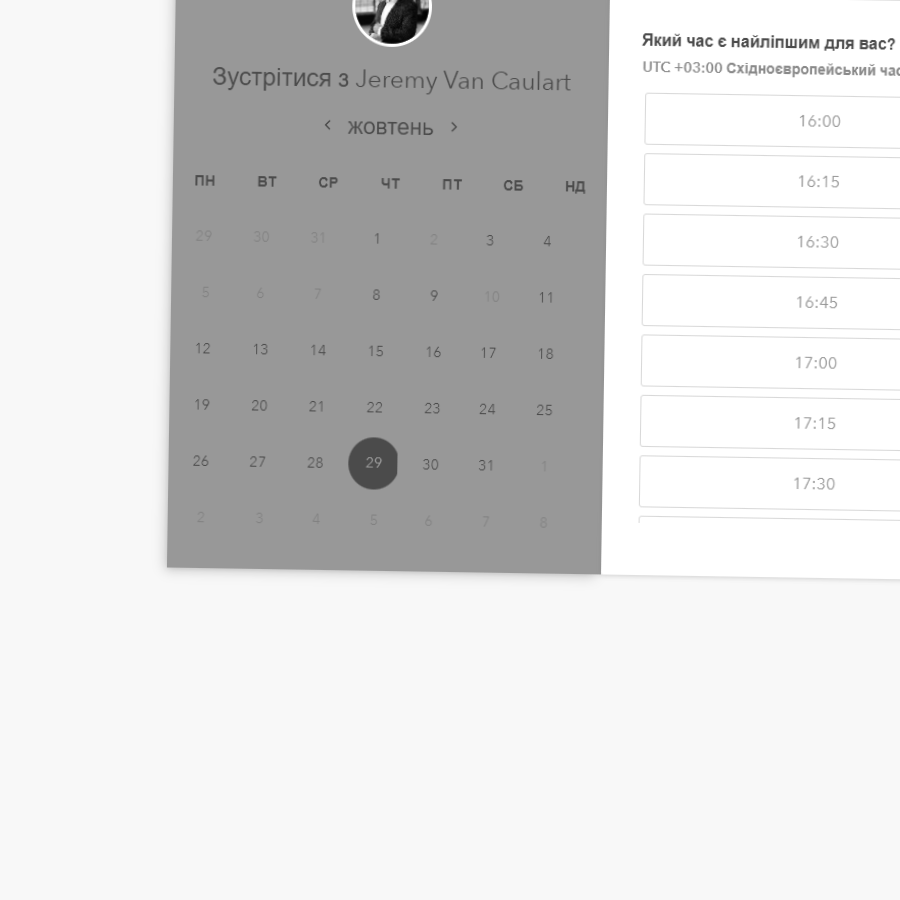 Зустрітися з Jeremy Van Caulart
жовтень
ПН ВТ СР ЧТ ПТ СБ НД
29 30 31 1 2 3 4
5 6 7 8 9 10 11
12 13 14 15 16 17 18
19 20 21 22 23 24 25
26 27 28 29 30 31 1
2 3 4 5 6 7 8
Який час є найліпшим для вас?
UTC +03:00 Східноєвропейський час
16:00
16:15
16:30
16:45
17:00
17:15
17:30